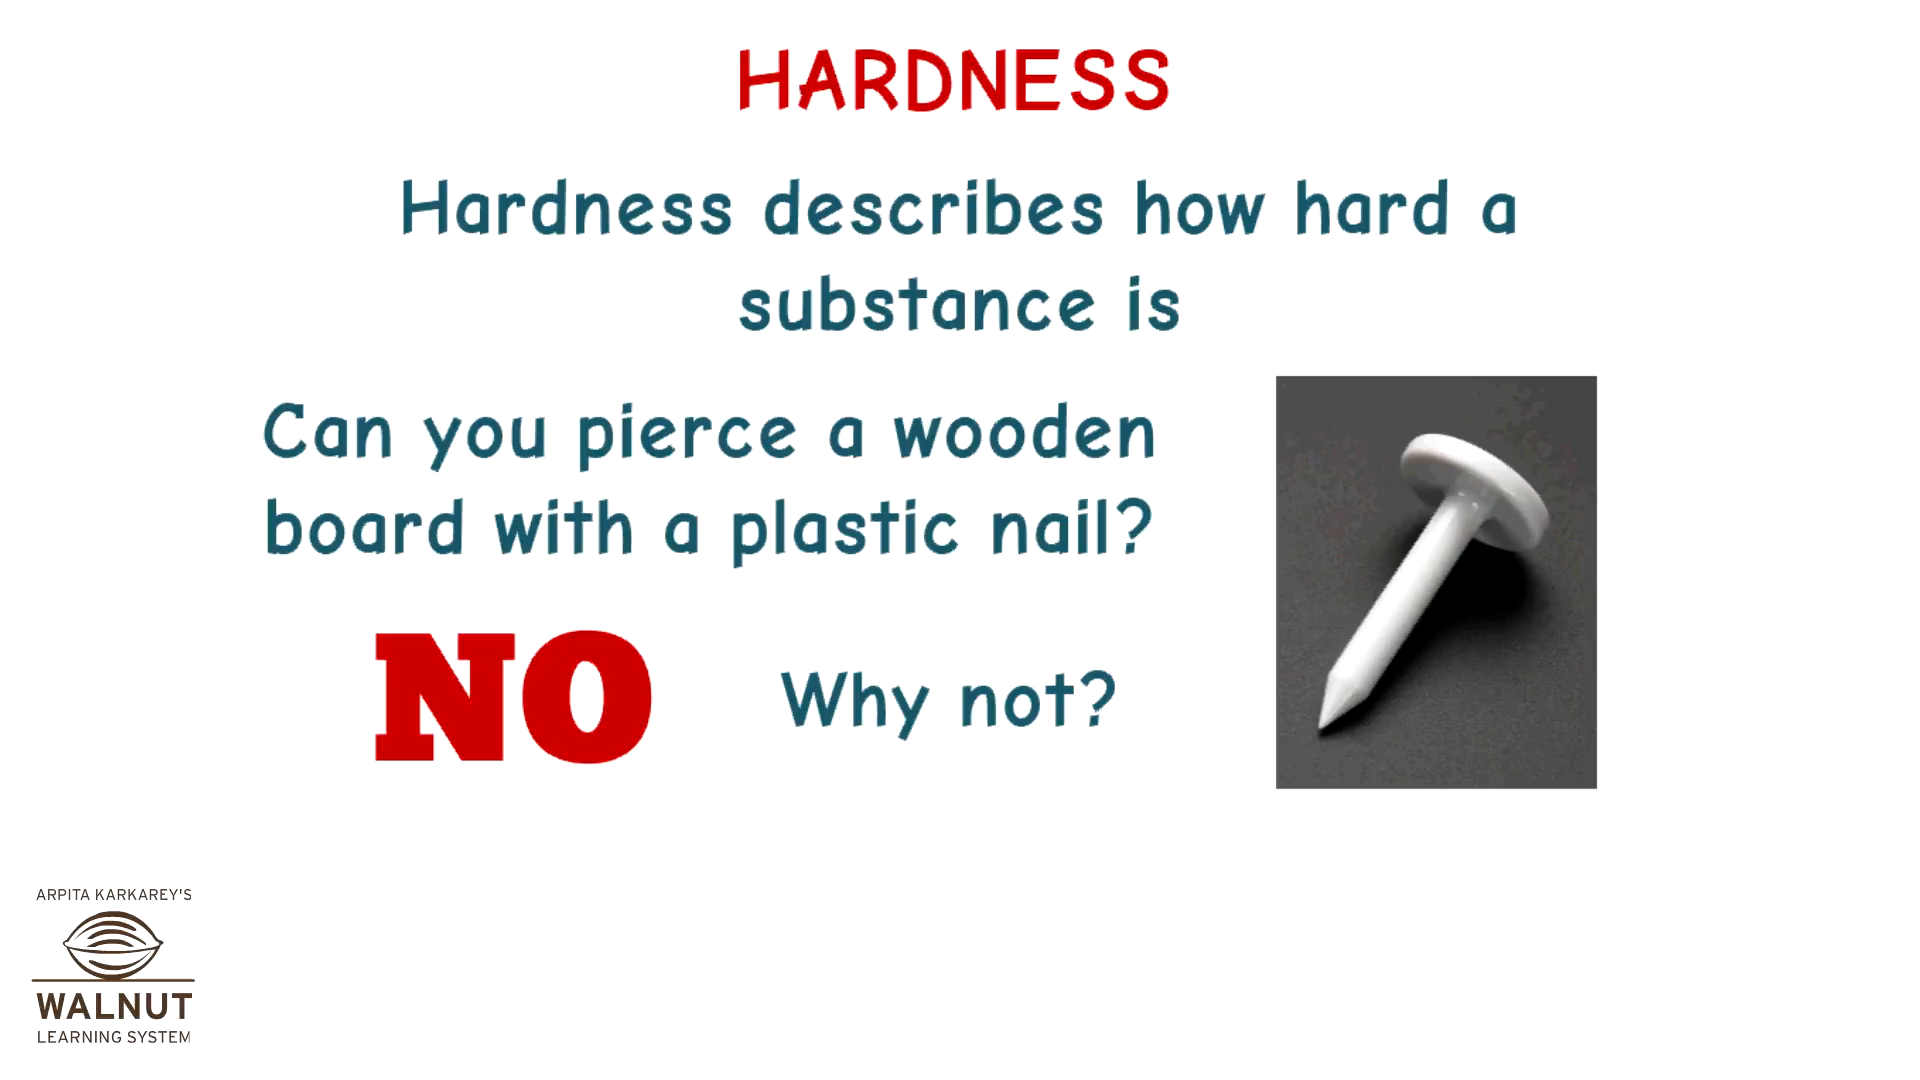 HARDNESS
Hardness describes how hard a
substance is
Can you pierce a wooden
board with a plastic nail?
NO
Why not?
ARPITA KARKAREY'S
WALNUT
LEARNING SYSTEM